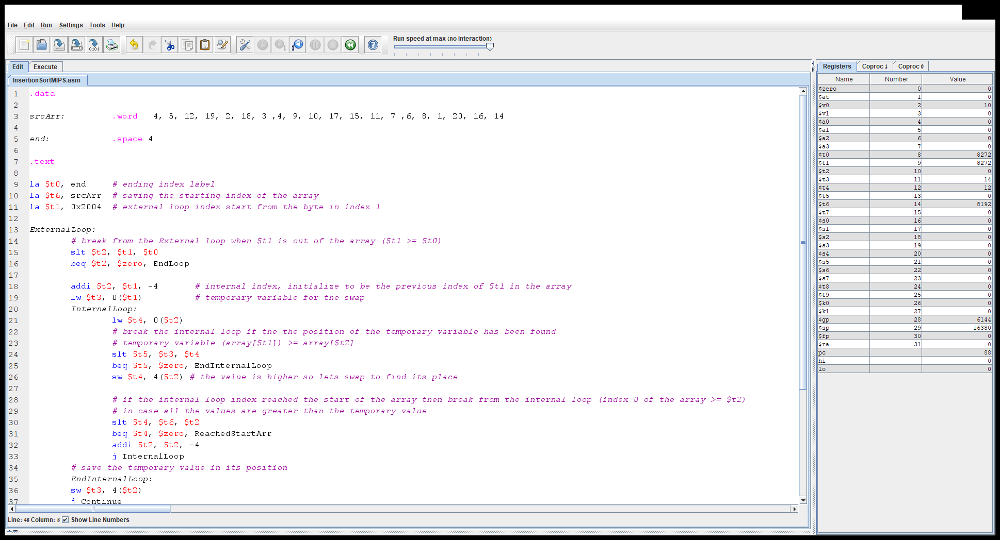 File Edit Run Settings Tools Help
Run speed at max (no interaction)
Edit Execute
InsertionSortMIPS.asm
1 .data
2
3 srcArr: .word 4, 5, 12, 19, 2, 18, 3 ,4, 9, 10, 17, 15, 11, 7 ,6, 8, 1, 20, 16, 14
4
5 end: .space 4
6
7 .text
8
9 la $t0, end # ending index label
10 la $t6, srcArr # saving the starting index of the array
11 la $t1, 0x2004 # external loop index start from the byte in index 1
12
13 ExternalLoop:
14 # break from the External loop when $t1 is out of the array ($t1 >= $t0)
15 slt $t2, $t1, $t0
16 beq $t2, $zero, EndLoop
17
18 addi $t2, $t1, -4 # internal index, initialize to be the previous index of $t1 in the array
19 lw $t3, 0($t1) # temporary variable for the swap
20 InternalLoop:
21 lw $t4, 0($t2)
22 # break the internal loop if the the position of the temporary variable has been found
23 # temporary variable (array[$t1]) >= array[$t2]
24 slt $t5, $t3, $t4
25 beq $t5, $zero, EndInternalLoop
26 sw $t4, 4($t2) # the value is higher so lets swap to find its place
27
28 # if the internal loop index reached the start of the array then break from the internal loop (index 0 of the array >= $t2)
29 # in case all the values are greater than the temporary value
30 slt $t4, $t6, $t2
31 beq $t4, $zero, ReachedStartArr
32 addi $t2, $t2, -4
33 j InternalLoop
34 # save the temporary value in its position
35 EndInternalLoop:
36 sw $t3, 4($t2)
37 j Continue
Line: 48 Column: 8 Show Line Numbers
Registers Coproc 1 Coproc 0
Name Number Value
$zero 0 0
$at 1 0
$v0 2 10
$v1 3 0
$a0 4 0
$a1 5 0
$a2 6 0
$a3 7 0
$t0 8 8272
$t1 9 8272
$t2 10 0
$t3 11 14
$t4 12 12
$t5 13 0
$t6 14 8192
$t7 15 0
$s0 16 0
$s1 17 0
$s2 18 0
$s3 19 0
$s4 20 0
$s5 21 0
$s6 22 0
$s7 23 0
$t8 24 0
$t9 25 0
$k0 26 0
$k1 27 0
$gp 28 6144
$sp 29 16380
$fp 30 0
$ra 31 0
pc 88
hi 0
lo 0